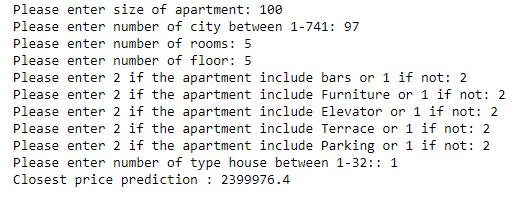 Please enter size of apartment: 100
Please enter number of city between 1-741: 97
Please enter number of rooms: 5
Please enter number of floor: 5
Please enter 2 if the apartment include bars or 1 if not: 2
Please enter 2 if the apartment include Furniture or 1 if not: 2
Please enter 2 if the apartment include Elevator or 1 if not: 2
Please enter 2 if the apartment include Terrace or 1 if not: 2
Please enter 2 if the apartment include Parking or 1 if not: 2
Please enter number of type house between 1-32:: 1
Closest price prediction : 2399976.4